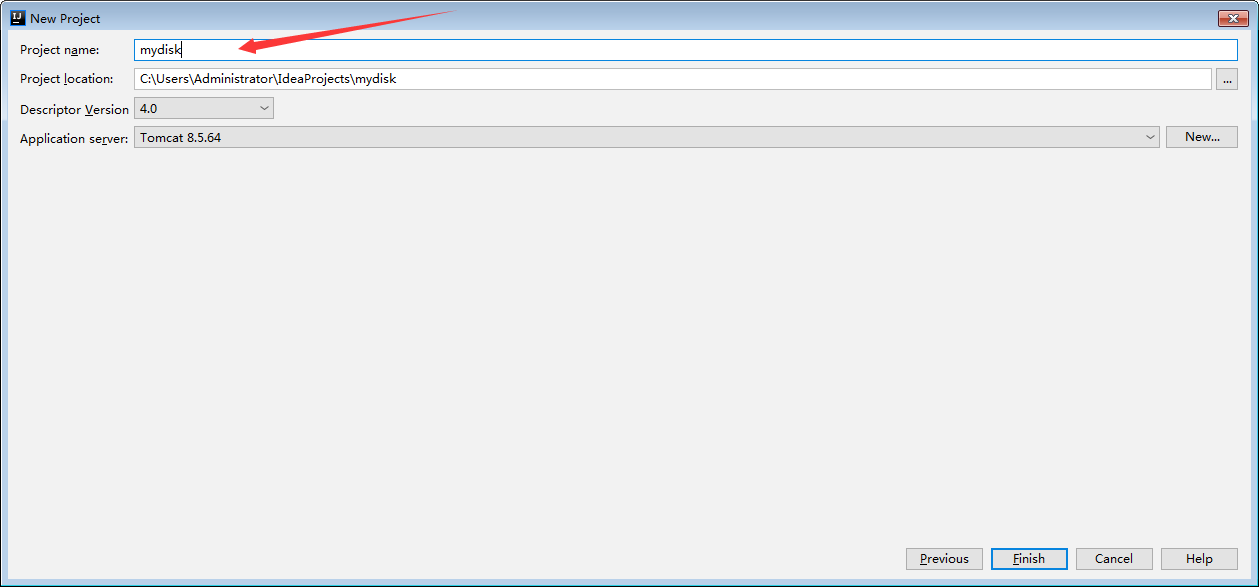 IJ New Project
Project name: mydisk
Project location: C:\Users\Administrator\IdeaProjects\mydisk ...
Descriptor Version 4.0
Application server: Tomcat 8.5.64 New...
Previous Finish Cancel Help